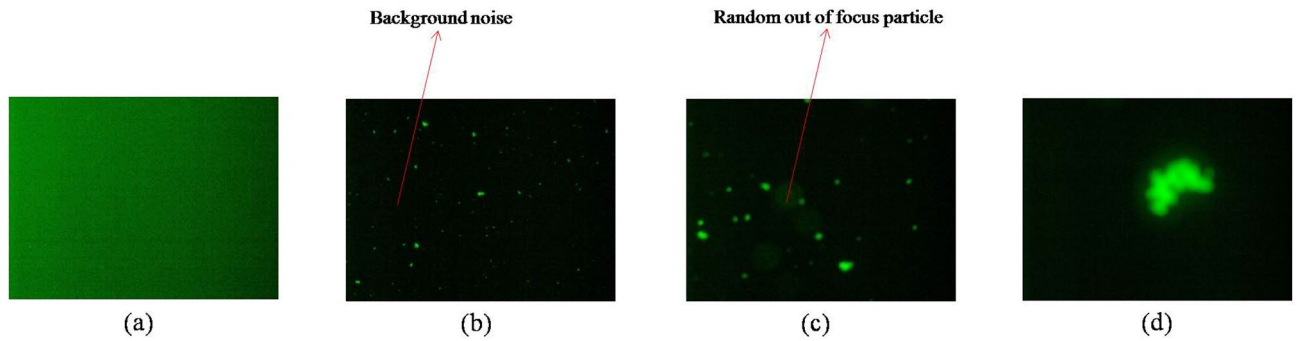 Background noise
Random out of focus particle
(a)
(b)
(c)
(d)